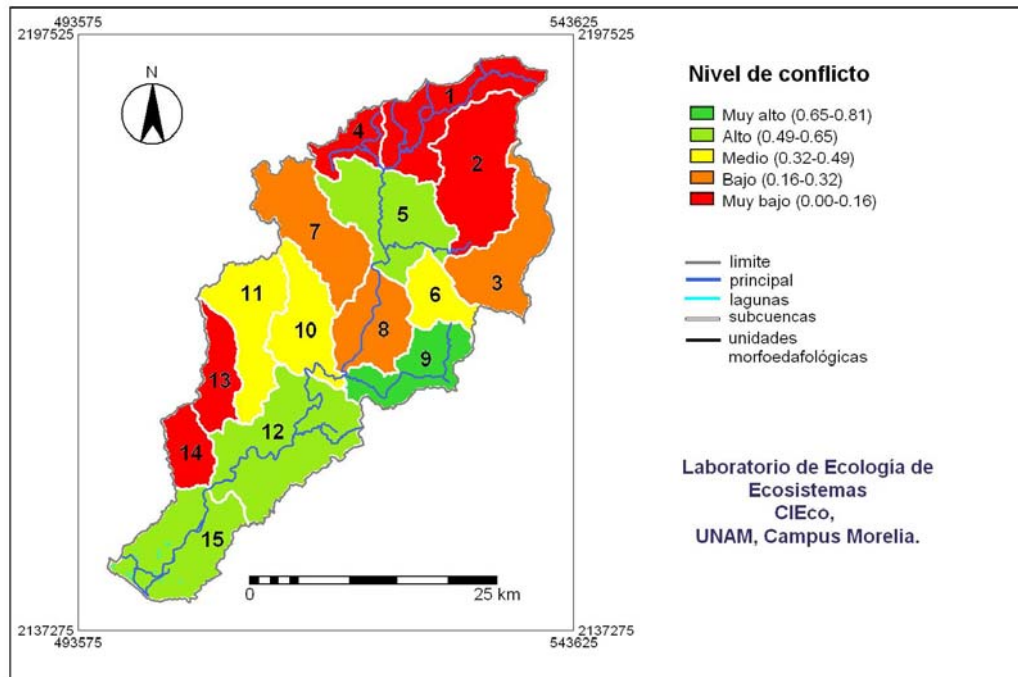 493575
543625
2197525
2197525
N
Nivel de conflicto
Muy alto (0.65-0.81)
Alto (0.49-0.65)
Medio (0.32-0.49)
Bajo (0.16-0.32)
Muy bajo (0.00-0.16)
limite
principal
lagunas
subcuencas
unidades
morfoedafológicas
1
4
2
5
7
3
11
6
10
8
9
13
12
14
15
0
25 km
Laboratorio de Ecología de
Ecosistemas
CIEco,
UNAM, Campus Morelia.
2137275
2137275
493575
543625